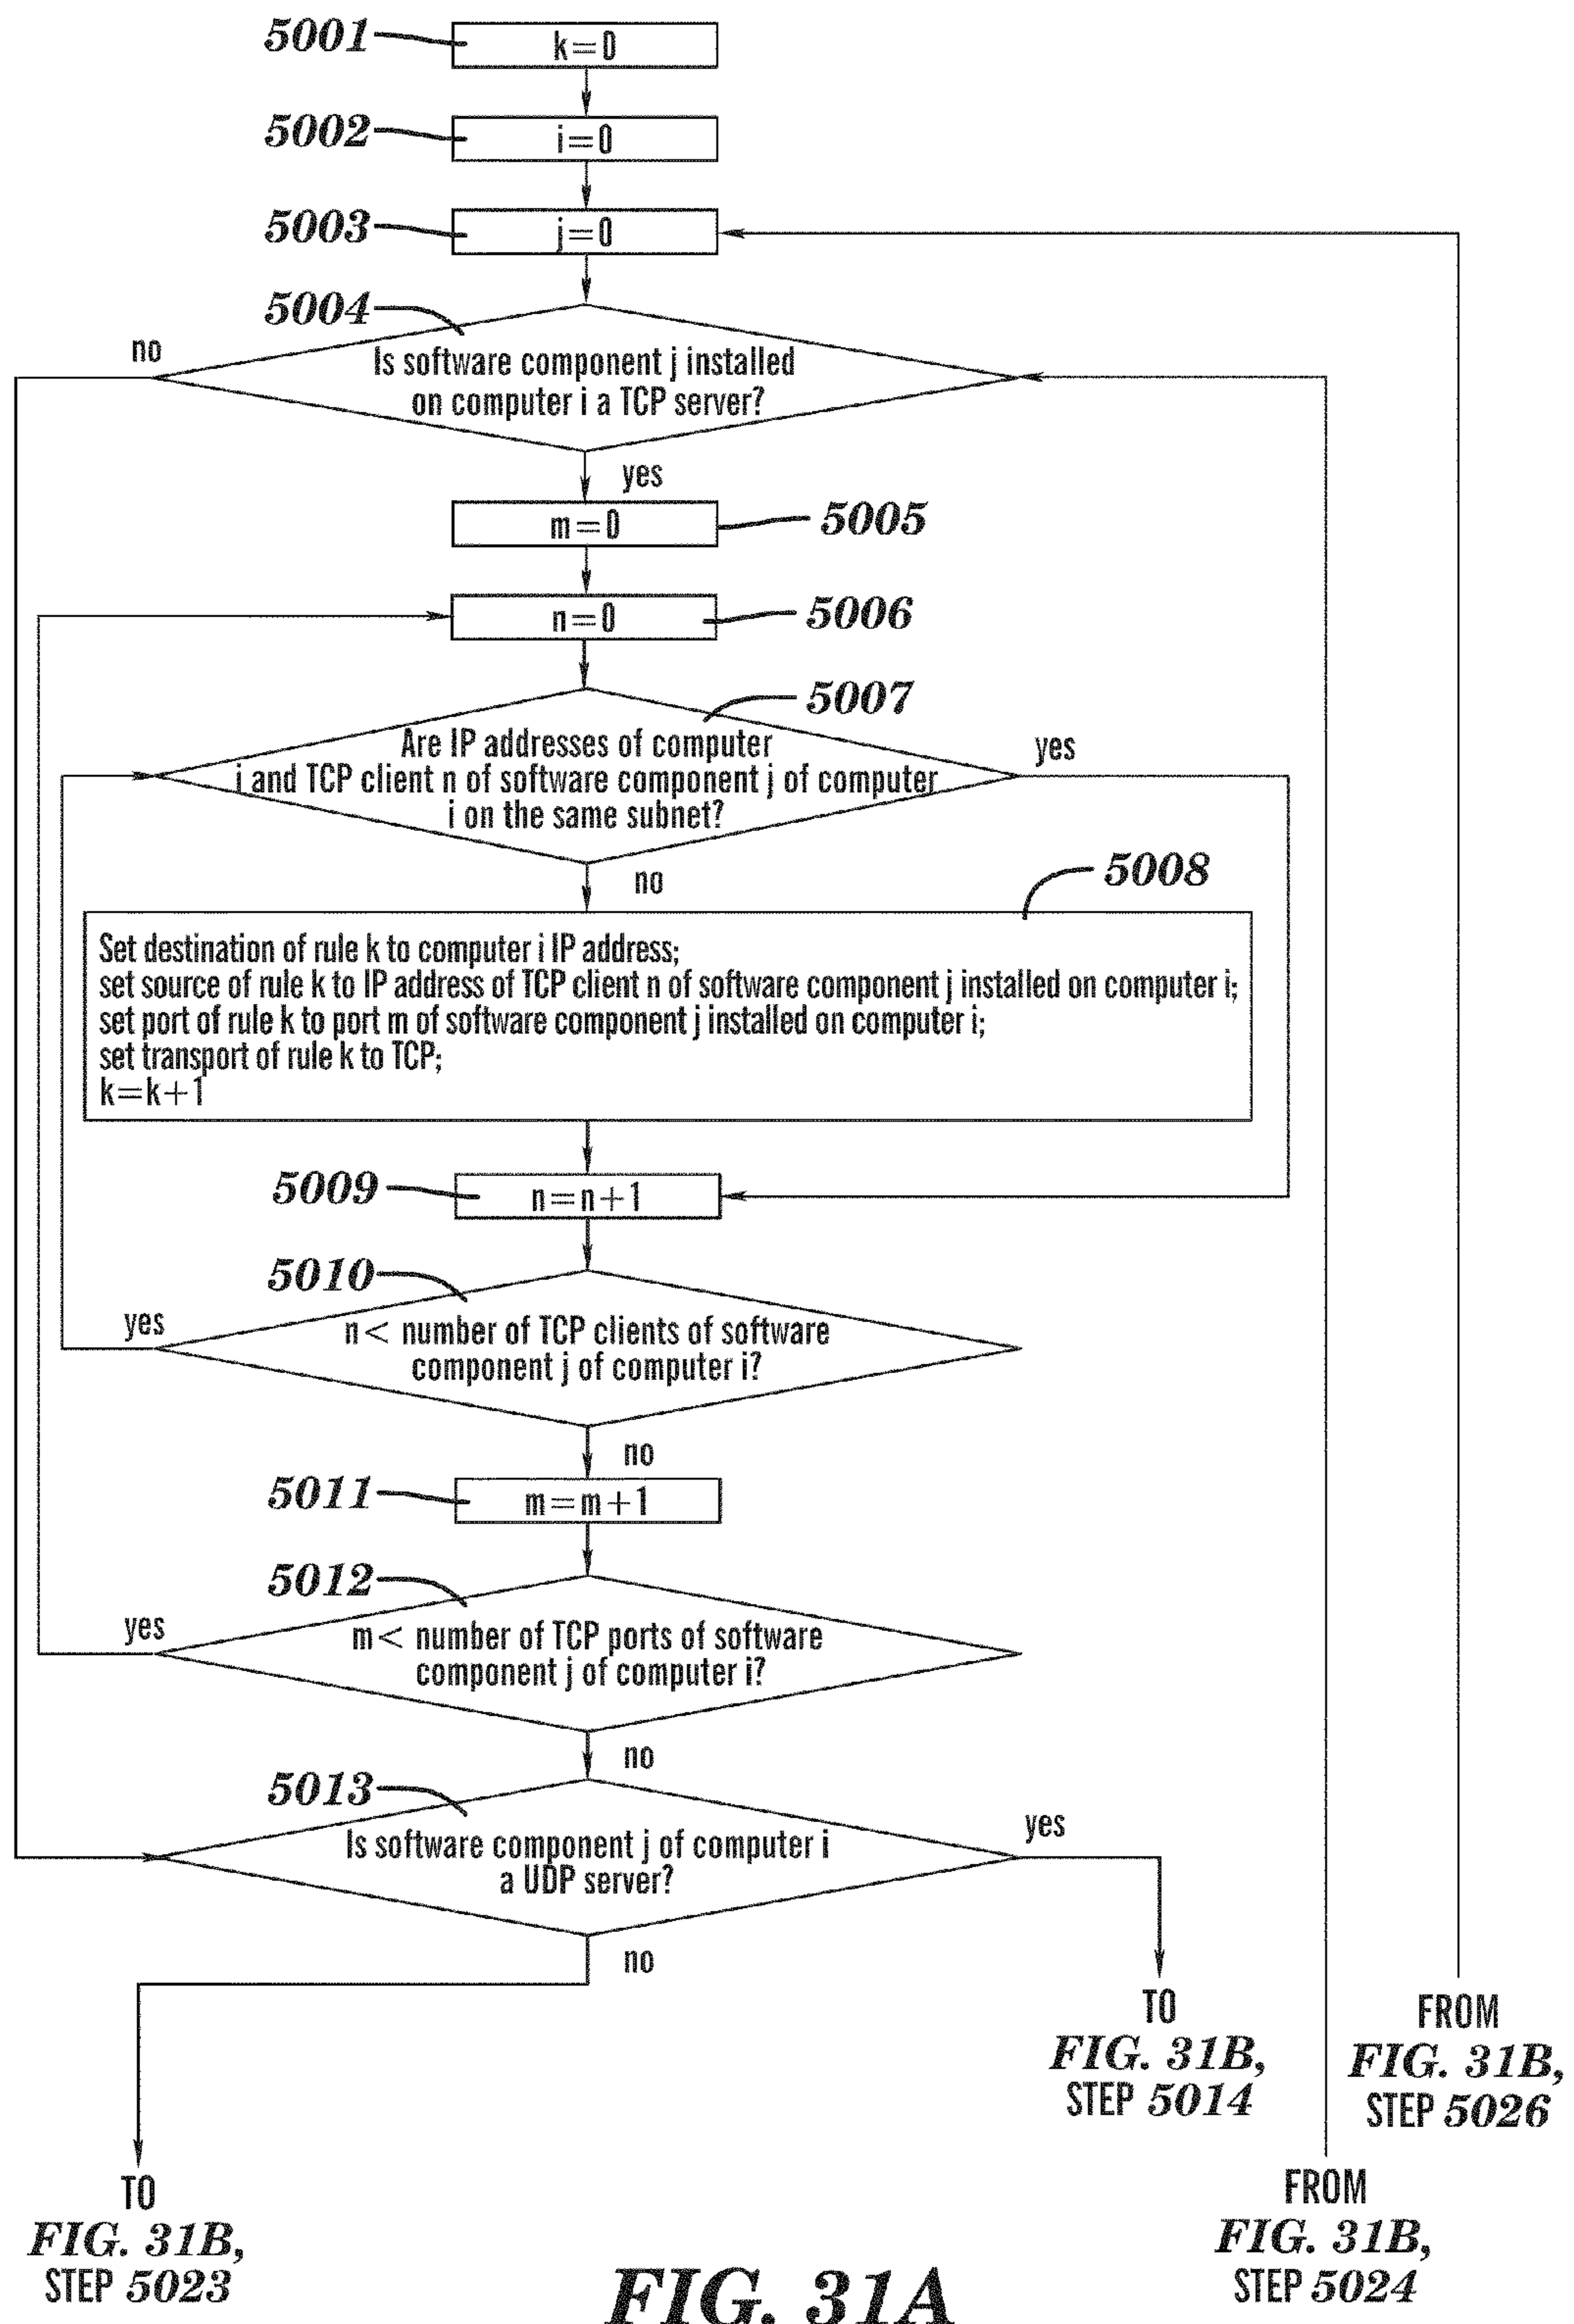 5001
k=0
5002
i=0
5003
j=0
5004
no
Is software component j installed
on computer i a TCP server?
yes
m=0
5005
n=0
5006
5007
Are IP addresses of computer
i and TCP client n of software component j of computer
i on the same subnet?
yes
no
5008
Set destination of rule k to computer i IP address;
set source of rule k to IP address of TCP client n of software component j installed on computer i;
set port of rule k to port m of software component j installed on computer i;
set transport of rule k to TCP;
k=k+1
5009
n=n+1
5010
yes
n< number of TCP clients of software
component j of computer i?
no
5011
m=m+1
5012
yes
m< number of TCP ports of software
component j of computer i?
no
5013
Is software component j of computer i
a UDP server?
yes
no
TO
FIG. 31B,
STEP 5014
FROM
FIG. 31B,
STEP 5026
TO
FIG. 31B,
STEP 5023
FROM
FIG. 31B,
STEP 5024
FIG. 31A